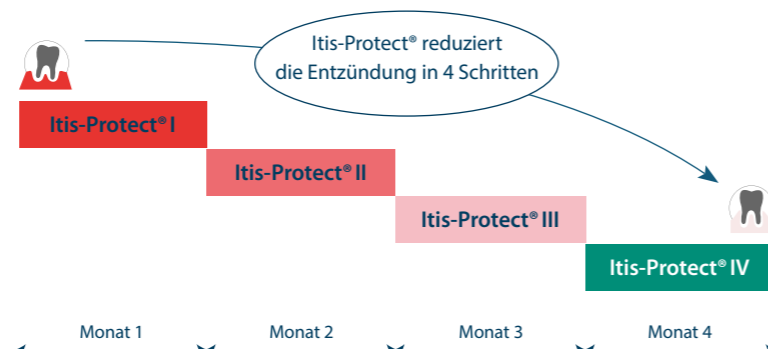 Itis-Protect® reduziert
die Entzündung in 4 Schritten
Itis-Protect® I
Itis-Protect® II
Itis-Protect® III
Itis-Protect® IV
Monat 1
Monat 2
Monat 3
Monat 4